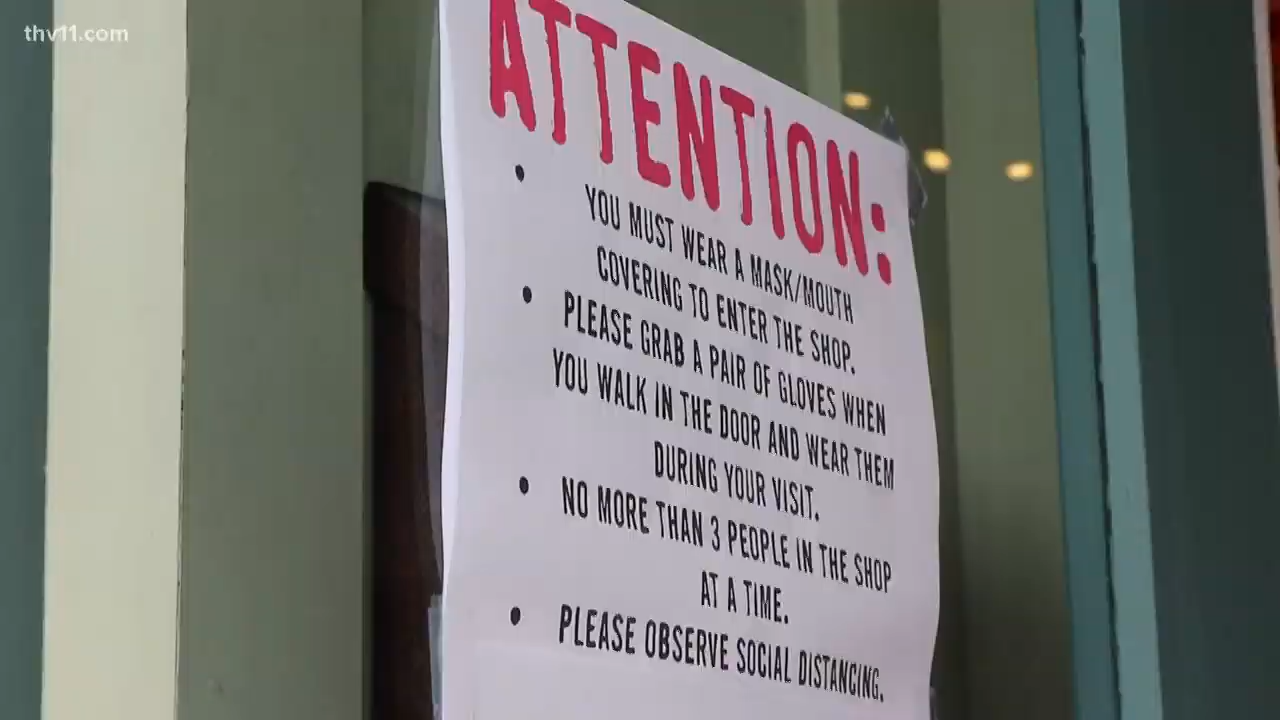 thv11.com
ATTENTION:
• YOU MUST WEAR A MASK/MOUTH
COVERING TO ENTER THE SHOP.
• PLEASE GRAB A PAIR OF GLOVES WHEN
YOU WALK IN THE DOOR AND WEAR THEM
DURING YOUR VISIT.
• NO MORE THAN 3 PEOPLE IN THE SHOP
AT A TIME.
• PLEASE OBSERVE SOCIAL DISTANCING.